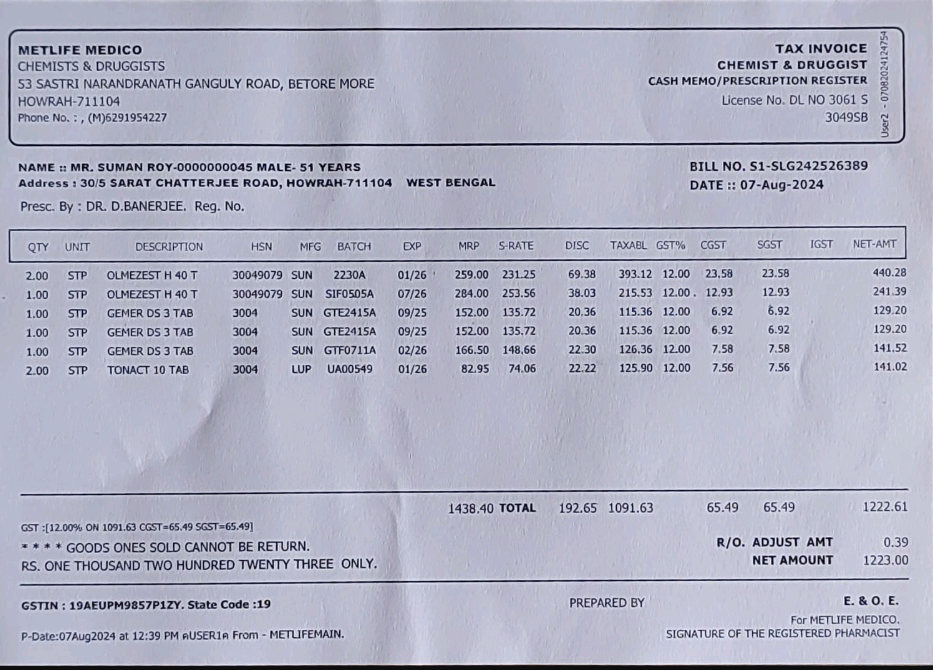 METLIFE MEDICO
CHEMISTS & DRUGGISTS
53 SASTRI NARANDRANATH GANGULY ROAD, BETORE MORE
HOWRAH-711104
Phone No. : , (M)6291954227
TAX INVOICE
CHEMIST & DRUGGIST
CASH MEMO/PRESCRIPTION REGISTER
License No. DL NO 3061 S
3049SB
User2 - 07082024124754
NAME :: MR. SUMAN ROY-0000000045 MALE- 51 YEARS
Address : 30/5 SARAT CHATTERJEE ROAD, HOWRAH-711104 WEST BENGAL
Presc. By : DR. D.BANERJEE. Reg. No.
BILL NO. S1-SLG242526389
DATE :: 07-Aug-2024
QTY UNIT DESCRIPTION HSN MFG BATCH EXP MRP S-RATE DISC TAXABL GST% CGST SGST IGST NET-AMT
2.00 STP OLMEZEST H 40 T 30049079 SUN 2230A 01/26 259.00 231.25 69.38 393.12 12.00 23.58 23.58 440.28
1.00 STP OLMEZEST H 40 T 30049079 SUN SIF0505A 07/26 284.00 253.56 38.03 215.53 12.00 12.93 12.93 241.39
1.00 STP GEMER DS 3 TAB 3004 SUN GTE2415A 09/25 152.00 135.72 20.36 115.36 12.00 6.92 6.92 129.20
1.00 STP GEMER DS 3 TAB 3004 SUN GTE2415A 09/25 152.00 135.72 20.36 115.36 12.00 6.92 6.92 129.20
1.00 STP GEMER DS 3 TAB 3004 SUN GTF0711A 02/26 166.50 148.66 22.30 126.36 12.00 7.58 7.58 141.52
2.00 STP TONACT 10 TAB 3004 LUP UA00549 01/26 82.95 74.06 22.22 125.90 12.00 7.56 7.56 141.02
1438.40 TOTAL 192.65 1091.63 65.49 65.49 1222.61
GST :[12.00% ON 1091.63 CGST=65.49 SGST=65.49]
* * * * GOODS ONES SOLD CANNOT BE RETURN.
RS. ONE THOUSAND TWO HUNDRED TWENTY THREE ONLY.
R/O. ADJUST AMT 0.39
NET AMOUNT 1223.00
GSTIN : 19AEUPM9857P1ZY. State Code :19
PREPARED BY
E. & O. E.
For METLIFE MEDICO.
P-Date:07Aug2024 at 12:39 PM AUSER1A From - METLIFEMAIN.
SIGNATURE OF THE REGISTERED PHARMACIST